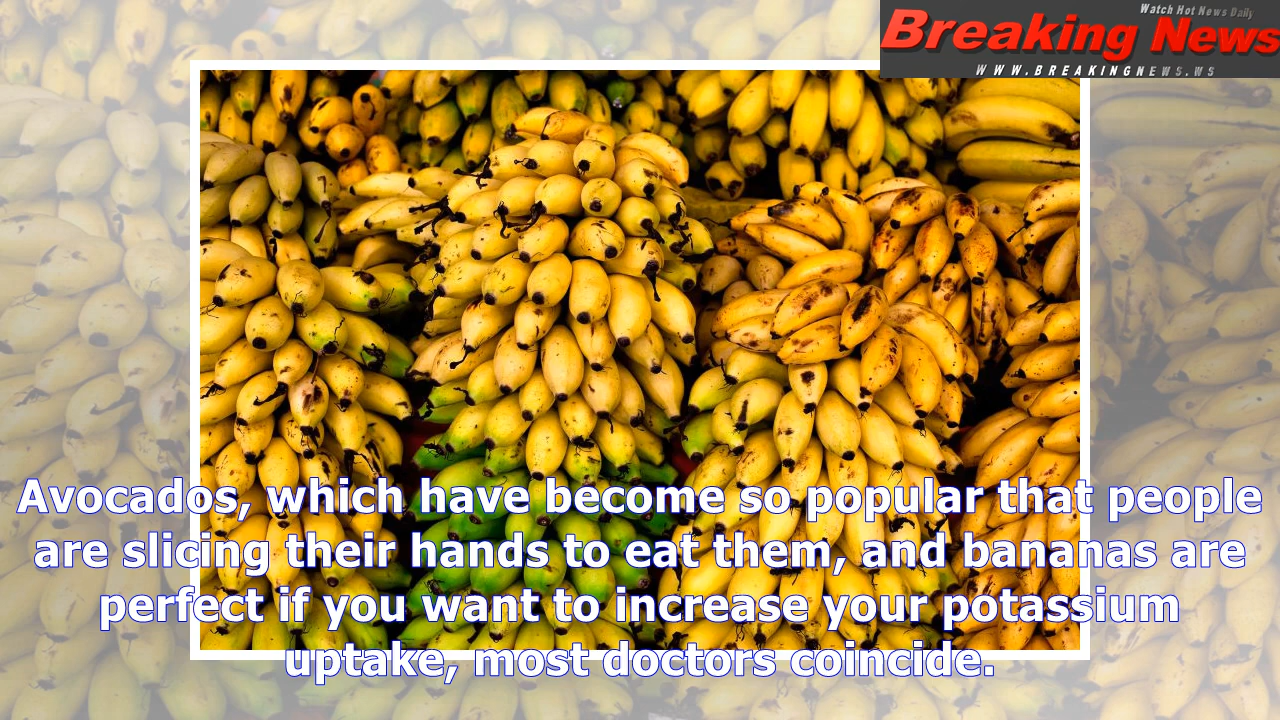 Watch Hot News Daily
Breaking News
WWW.BREAKINGNEWS.WS
Avocados, which have become so popular that people
are slicing their hands to eat them, and bananas are
perfect if you want to increase your potassium
uptake, most doctors coincide.